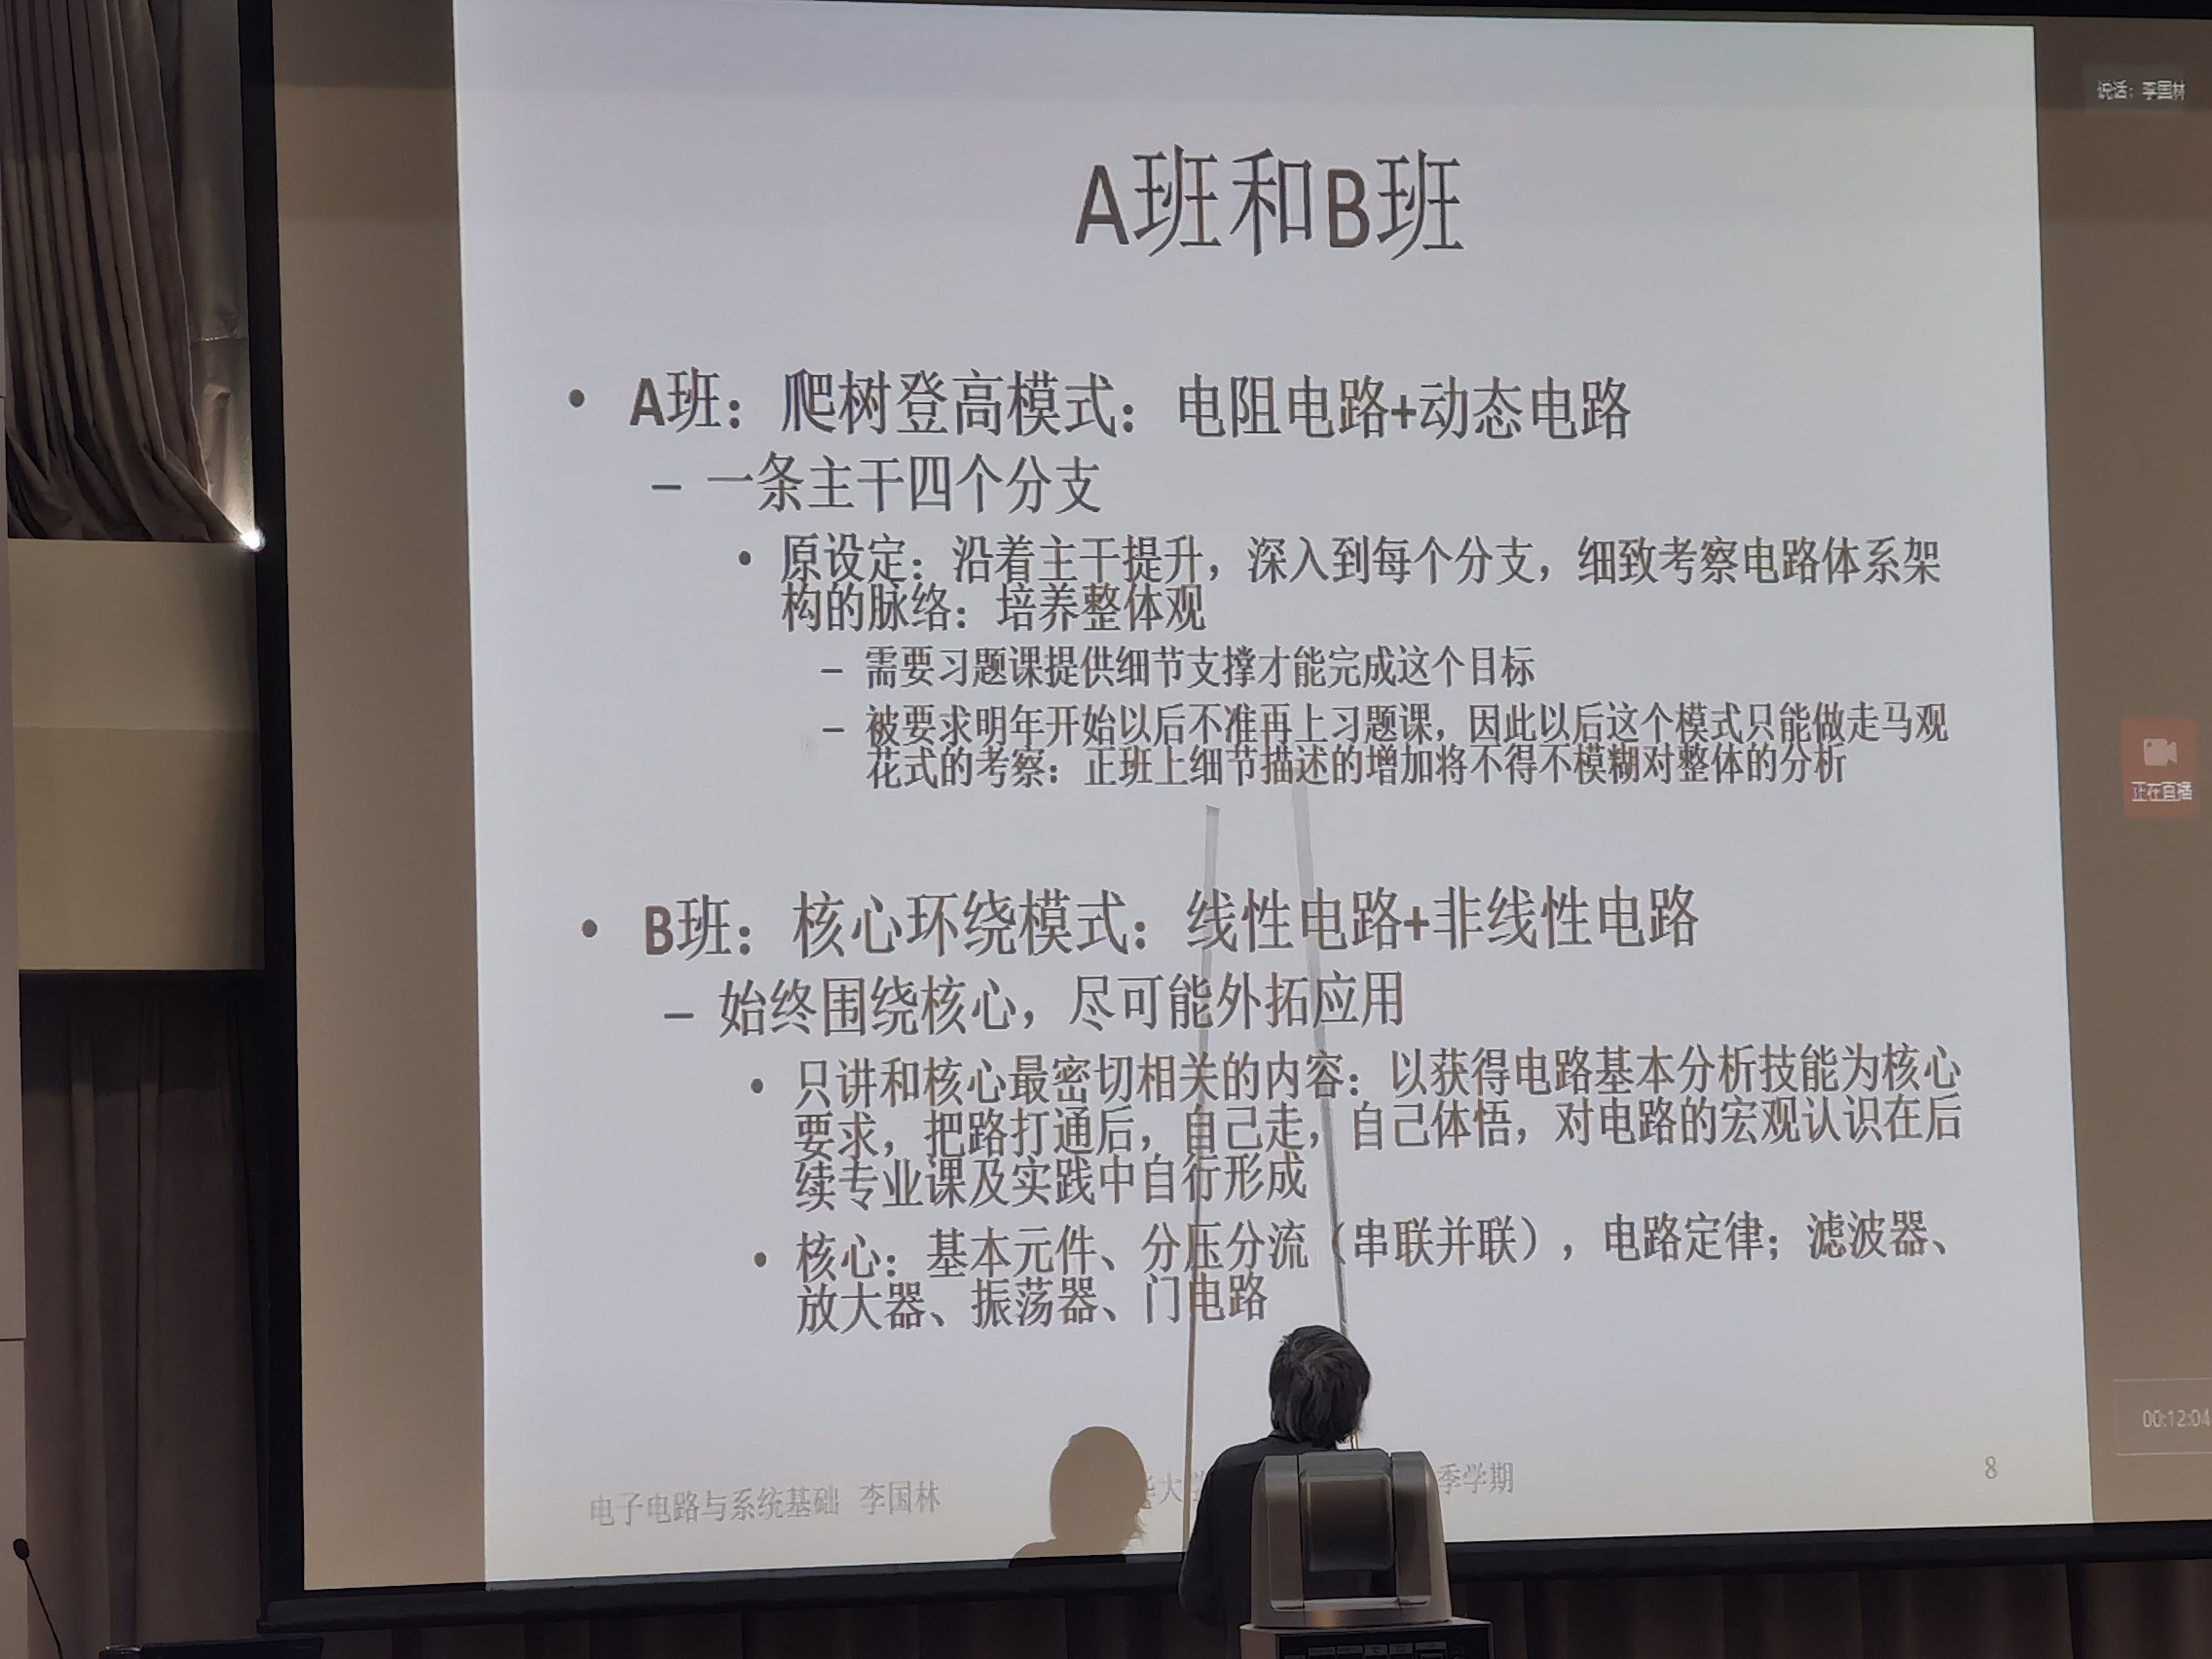 说话：李国林
A班和B班
• A班：爬树登高模式：电阻电路+动态电路
– 一条主干四个分支
• 原设定：沿着主干提升，深入到每个分支，细致考察电路体系架
构的脉络：培养整体观
– 需要习题课提供细节支撑才能完成这个目标
– 被要求明年开始以后不准再上习题课，因此以后这个模式只能做走马观
花式的考察：正班上细节描述的增加将不得不模糊对整体的分析
正在直播
• B班：核心环绕模式：线性电路+非线性电路
– 始终围绕核心，尽可能外拓应用
• 只讲和核心最密切相关的内容：以获得电路基本分析技能为核心
要求，把路打通后，自己走，自己体悟，对电路的宏观认识在后
续专业课及实践中自行形成
• 核心：基本元件、分压分流（串联并联），电路定律；滤波器、
放大器、振荡器、门电路
00:12:04
电子电路与系统基础 李国林 华大 季学期 8